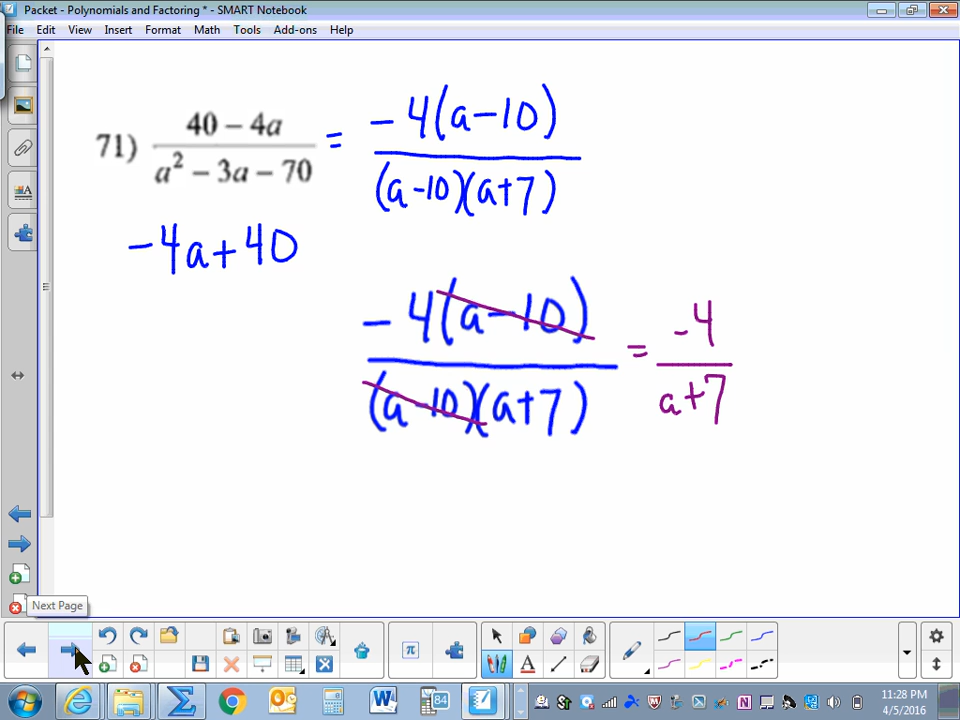 Packet - Polynomials and Factoring * - SMART Notebook
File Edit View Insert Format Math Tools Add-ons Help
71) (40 − 4a)/(a² − 3a − 70) = (-4(a-10))/((a-10)(a+7))
-4a+40
(-4(a-10))/((a-10)(a+7)) = (-4)/(a+7)
Next Page
84
11:28 PM
4/5/2016